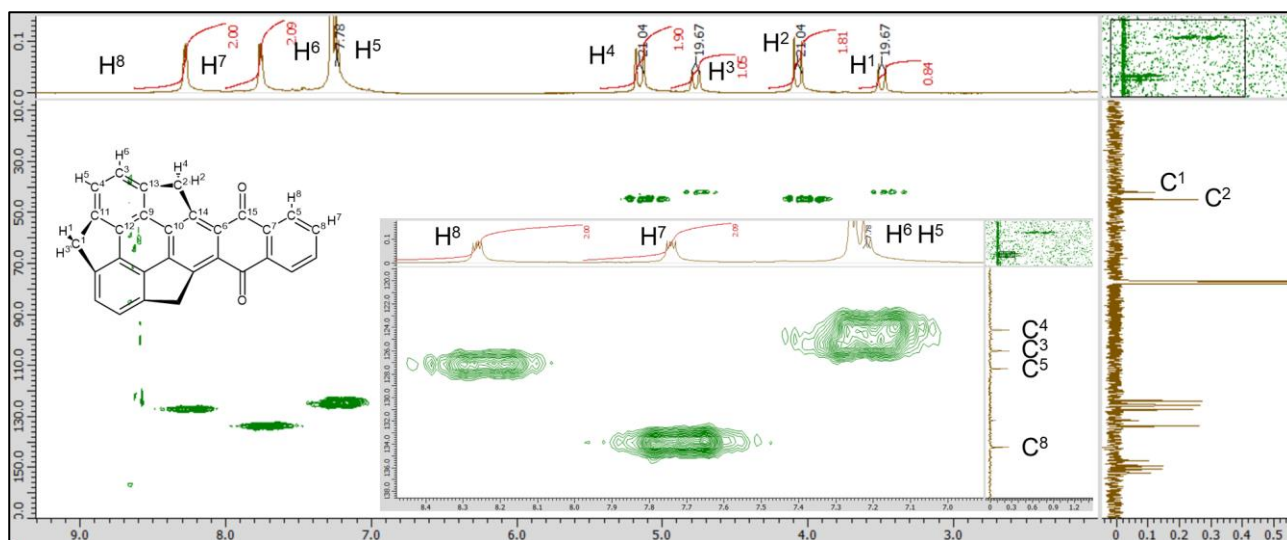 0.1
0.0
H⁸
2.00
H⁷
2.09
H⁶
7.78
H⁵
H⁴
21.04
1.90
19.67
H³
1.05
H²
21.04
1.81
H¹
19.67
0.84
10.0
30.0
50.0
70.0
90.0
110.0
130.0
150.0
H⁶
H⁵
C³
C⁴
13
H⁴
C²
H²
11
C⁹
14
O
15
H⁸
C⁵
H¹
C¹
H³
C¹²
C¹⁰
C⁶
C⁷
C⁸
H⁷
O
0.1
0
H⁸
2.00
H⁷
2.09
H⁶ H⁵
7.78
120.0
122.0
124.0
126.0
128.0
130.0
132.0
134.0
136.0
138.0
8.4 8.3 8.2 8.1 8.0 7.9 7.8 7.7 7.6 7.5 7.4 7.3 7.2 7.1 7.0
C⁴
C³
C⁵
C⁸
0 0.3 0.6 0.9 1.2
C¹
C²
9.0 8.0 7.0 6.0 5.0 4.0 3.0
0 0.1 0.2 0.3 0.4 0.5